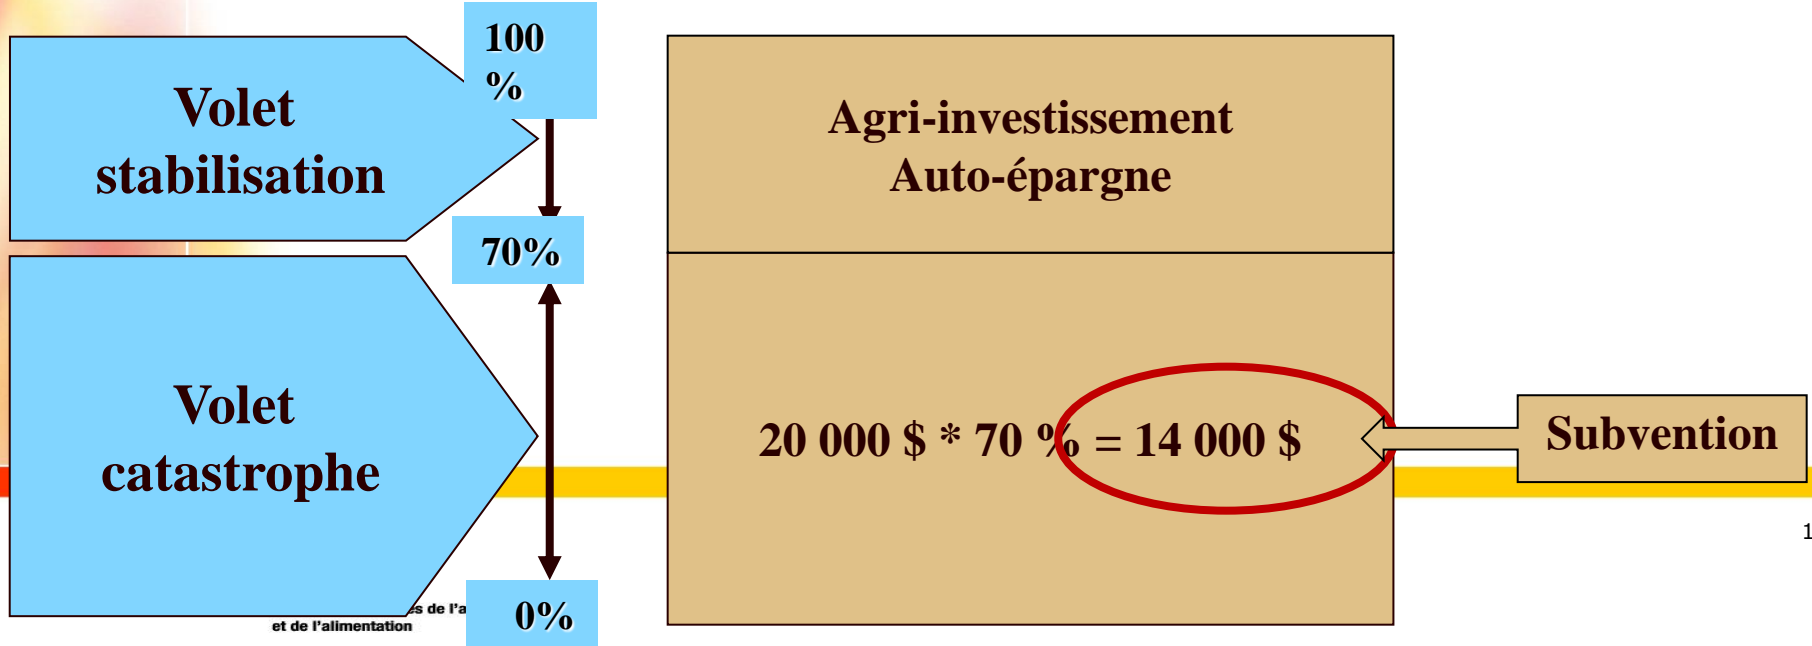 100
%
Volet
stabilisation
Agri-investissement
Auto-épargne
70%
Volet
catastrophe
20 000 $ * 70 % = 14 000 $
Subvention
1
de l'a
et de l'alimentation
0%